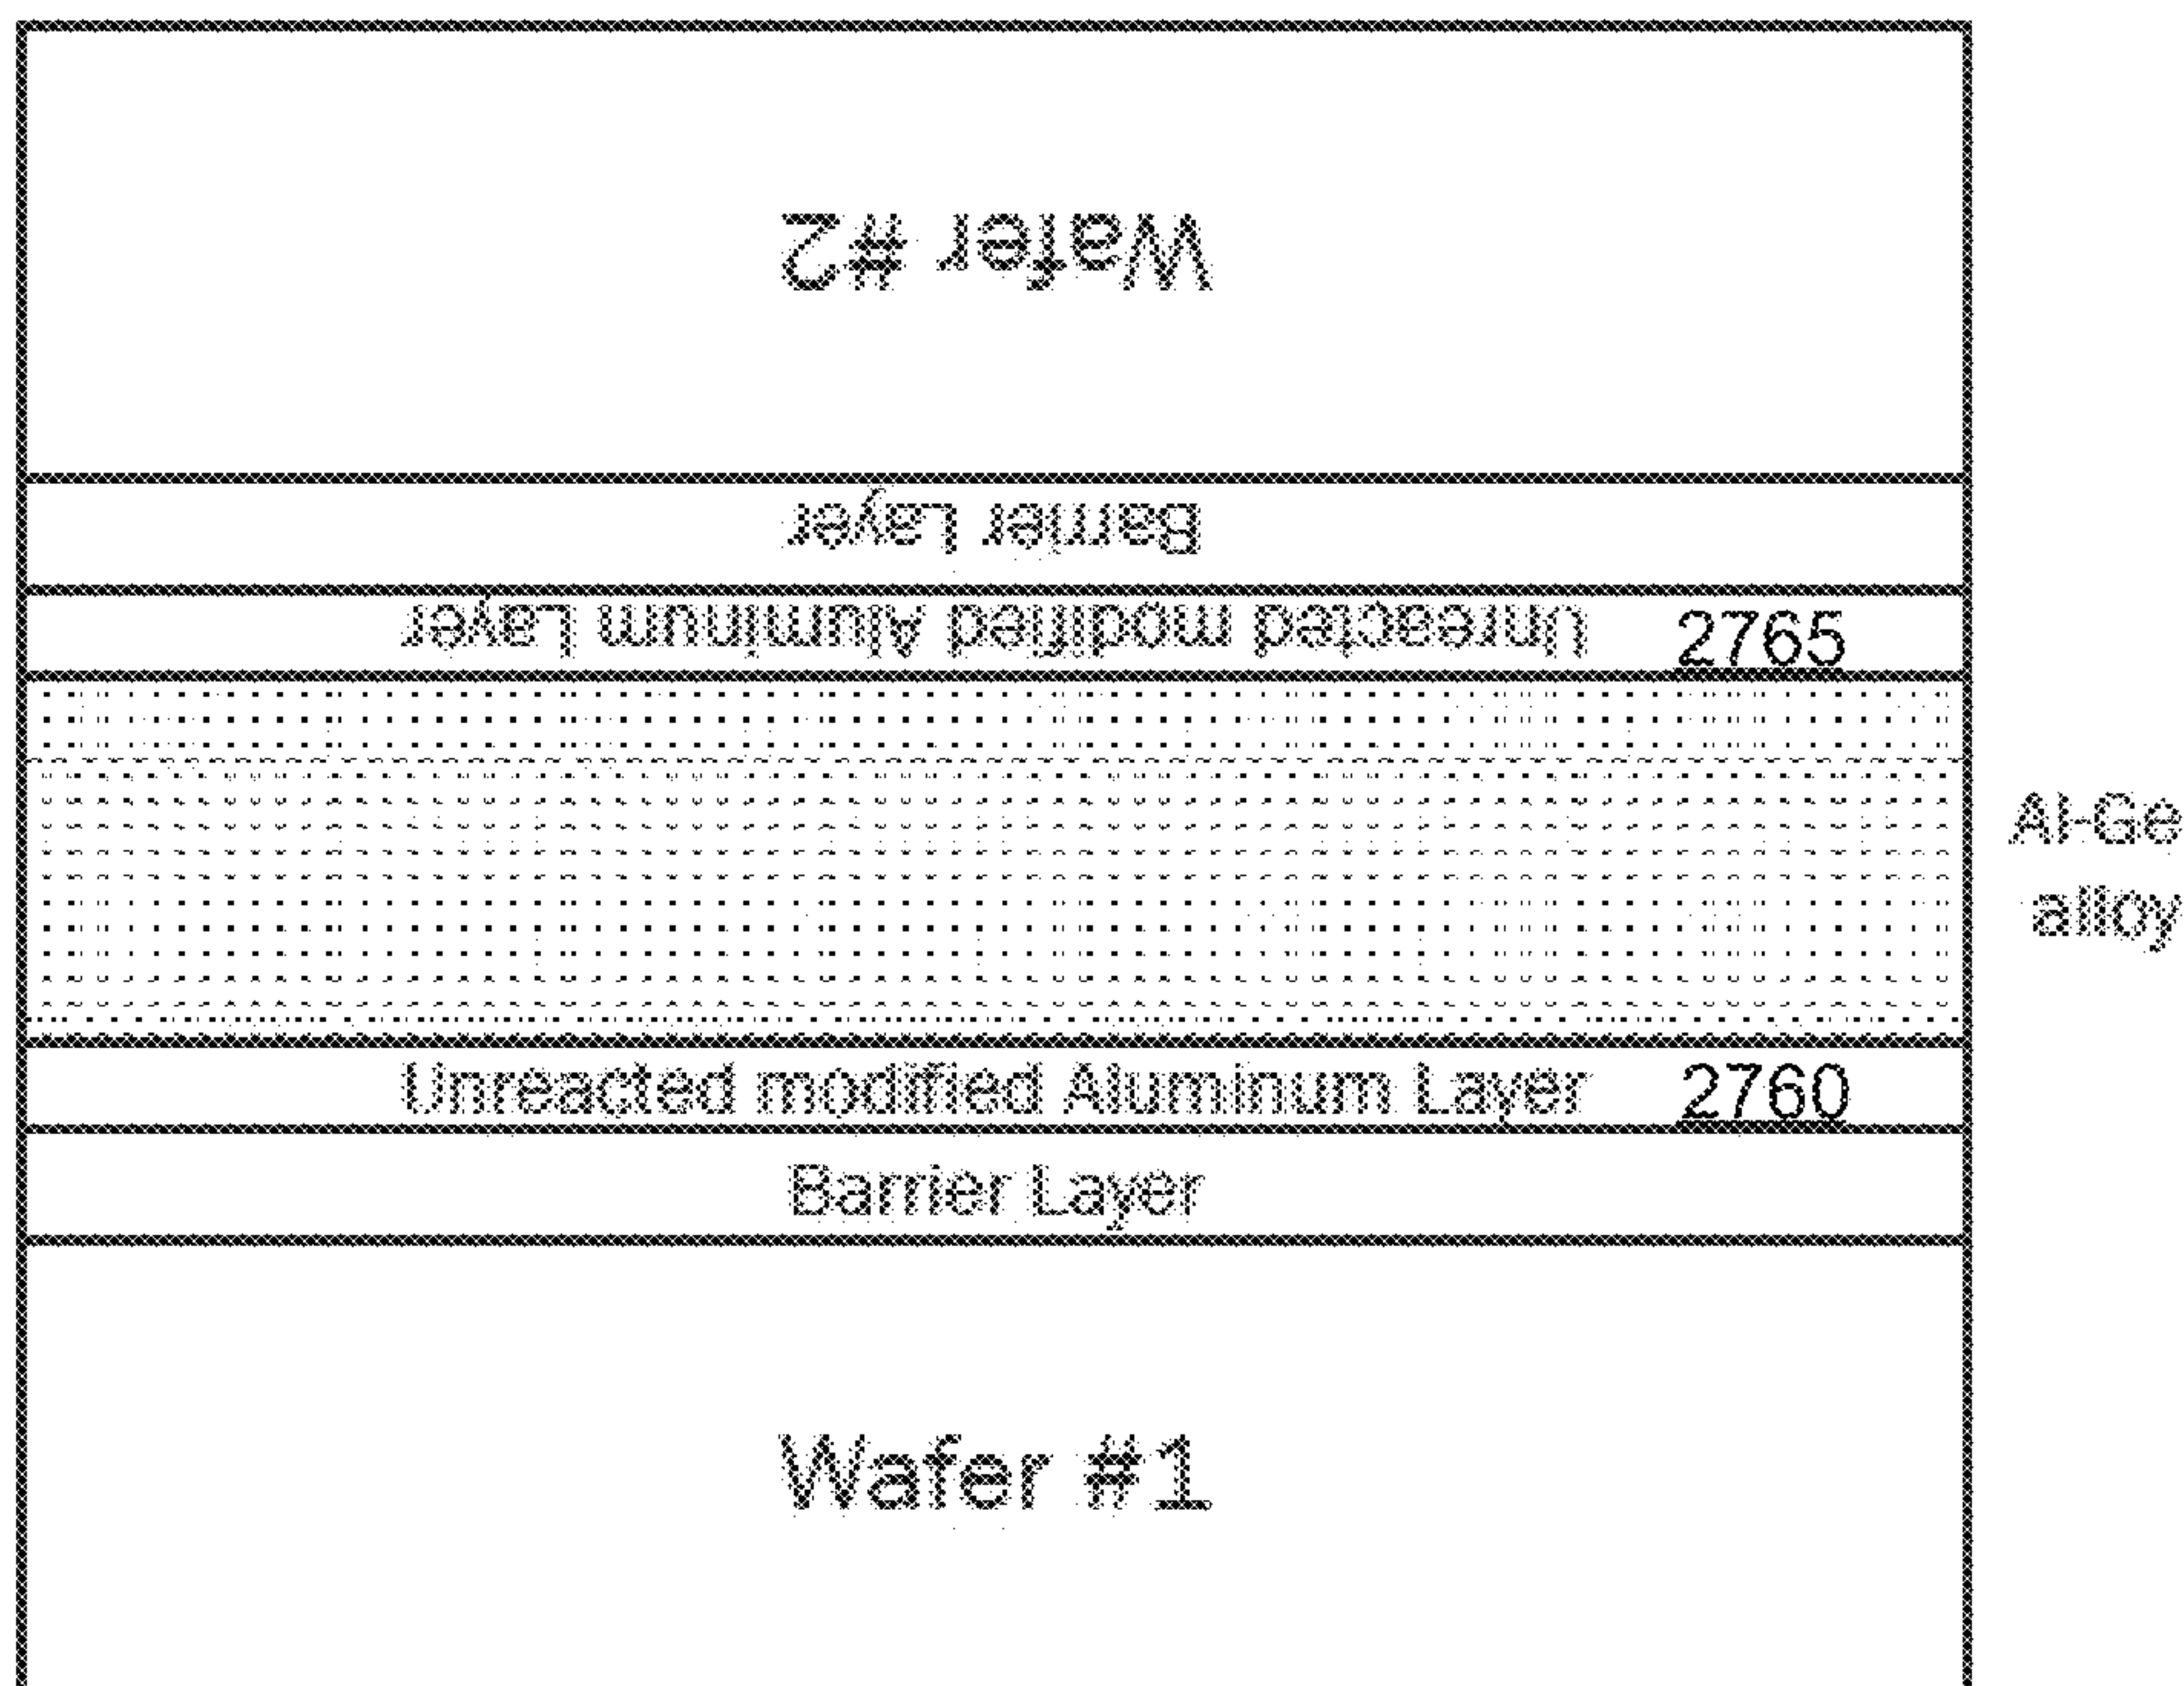 Wafer #2
Barrier Layer
Unreacted modified Aluminum Layer 2765
Al-Ge
alloy
Unreacted modified Aluminum Layer 2760
Barrier Layer
Wafer #1